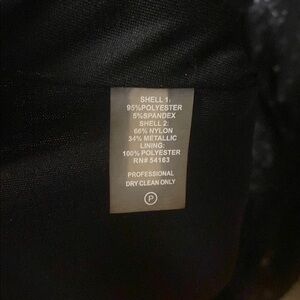 SHELL 1:
95%POLYESTER
5%SPANDEX
SHELL 2:
66% NYLON
34% METALLIC
LINING:
100% POLYESTER
RN# 54163
PROFESSIONAL
DRY CLEAN ONLY
P